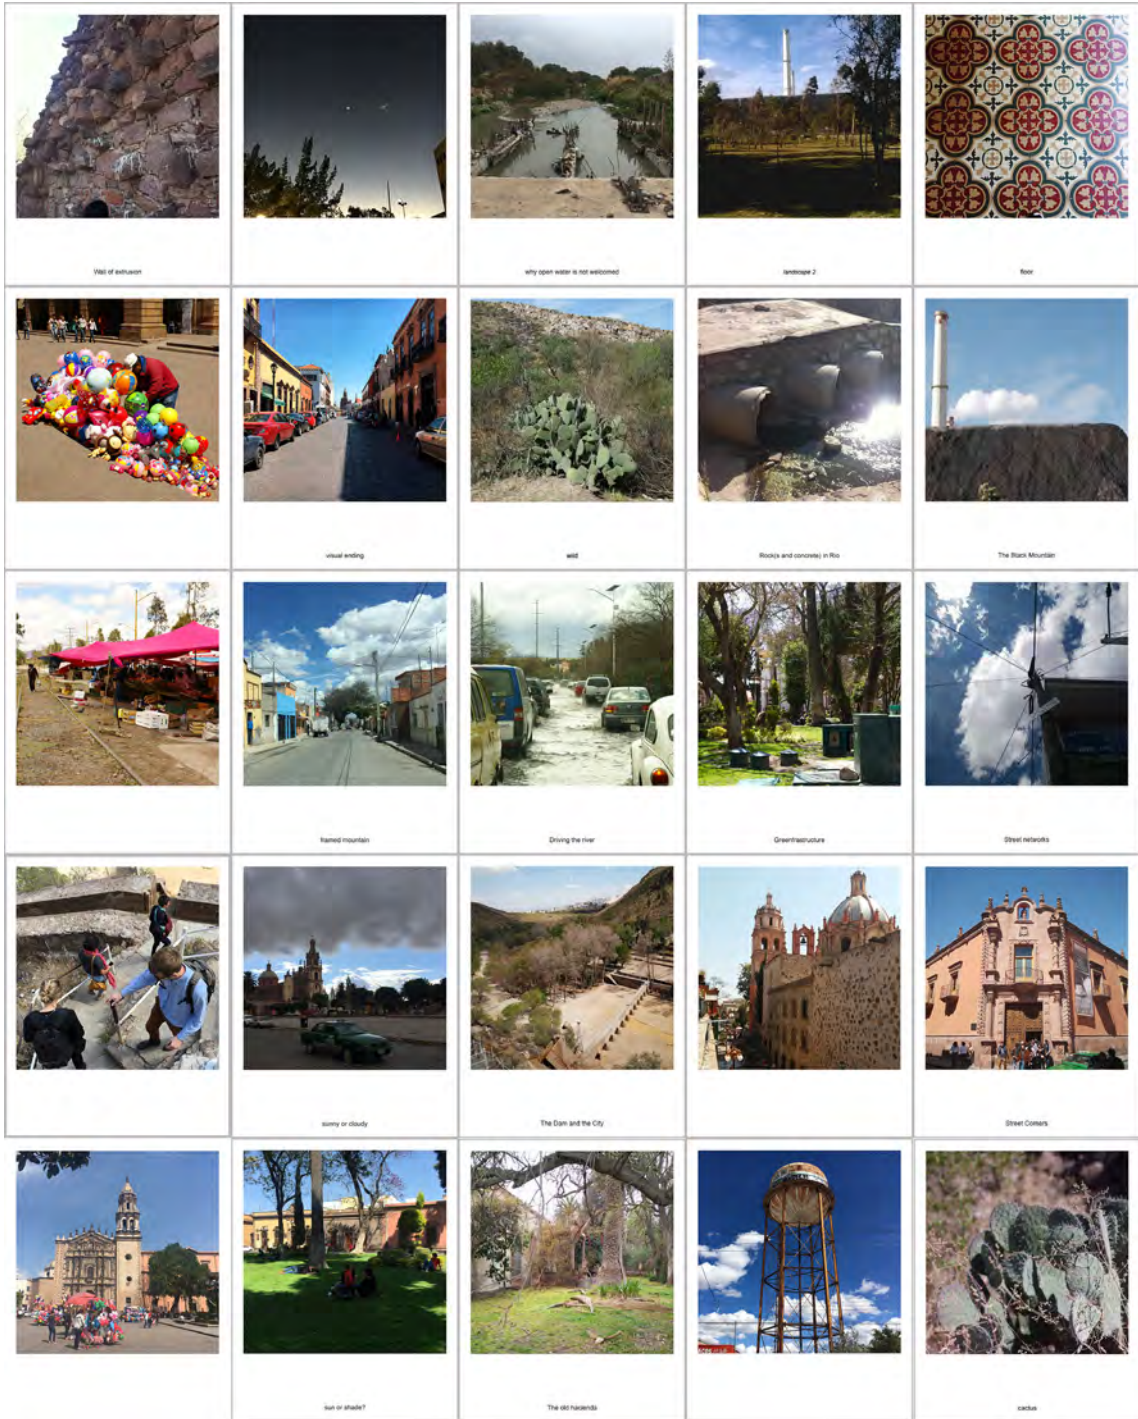 Wall of extrusion
why open water is not welcomed
landscape 2
floor
visual ending
wild
Rock(s and concrete) in Rio
The Black Mountain
framed mountain
Driving the river
Greenfrastructure
Street networks
sunny or cloudy
The Dam and the City
Street Corners
sun or shade?
The old hacienda
cactus